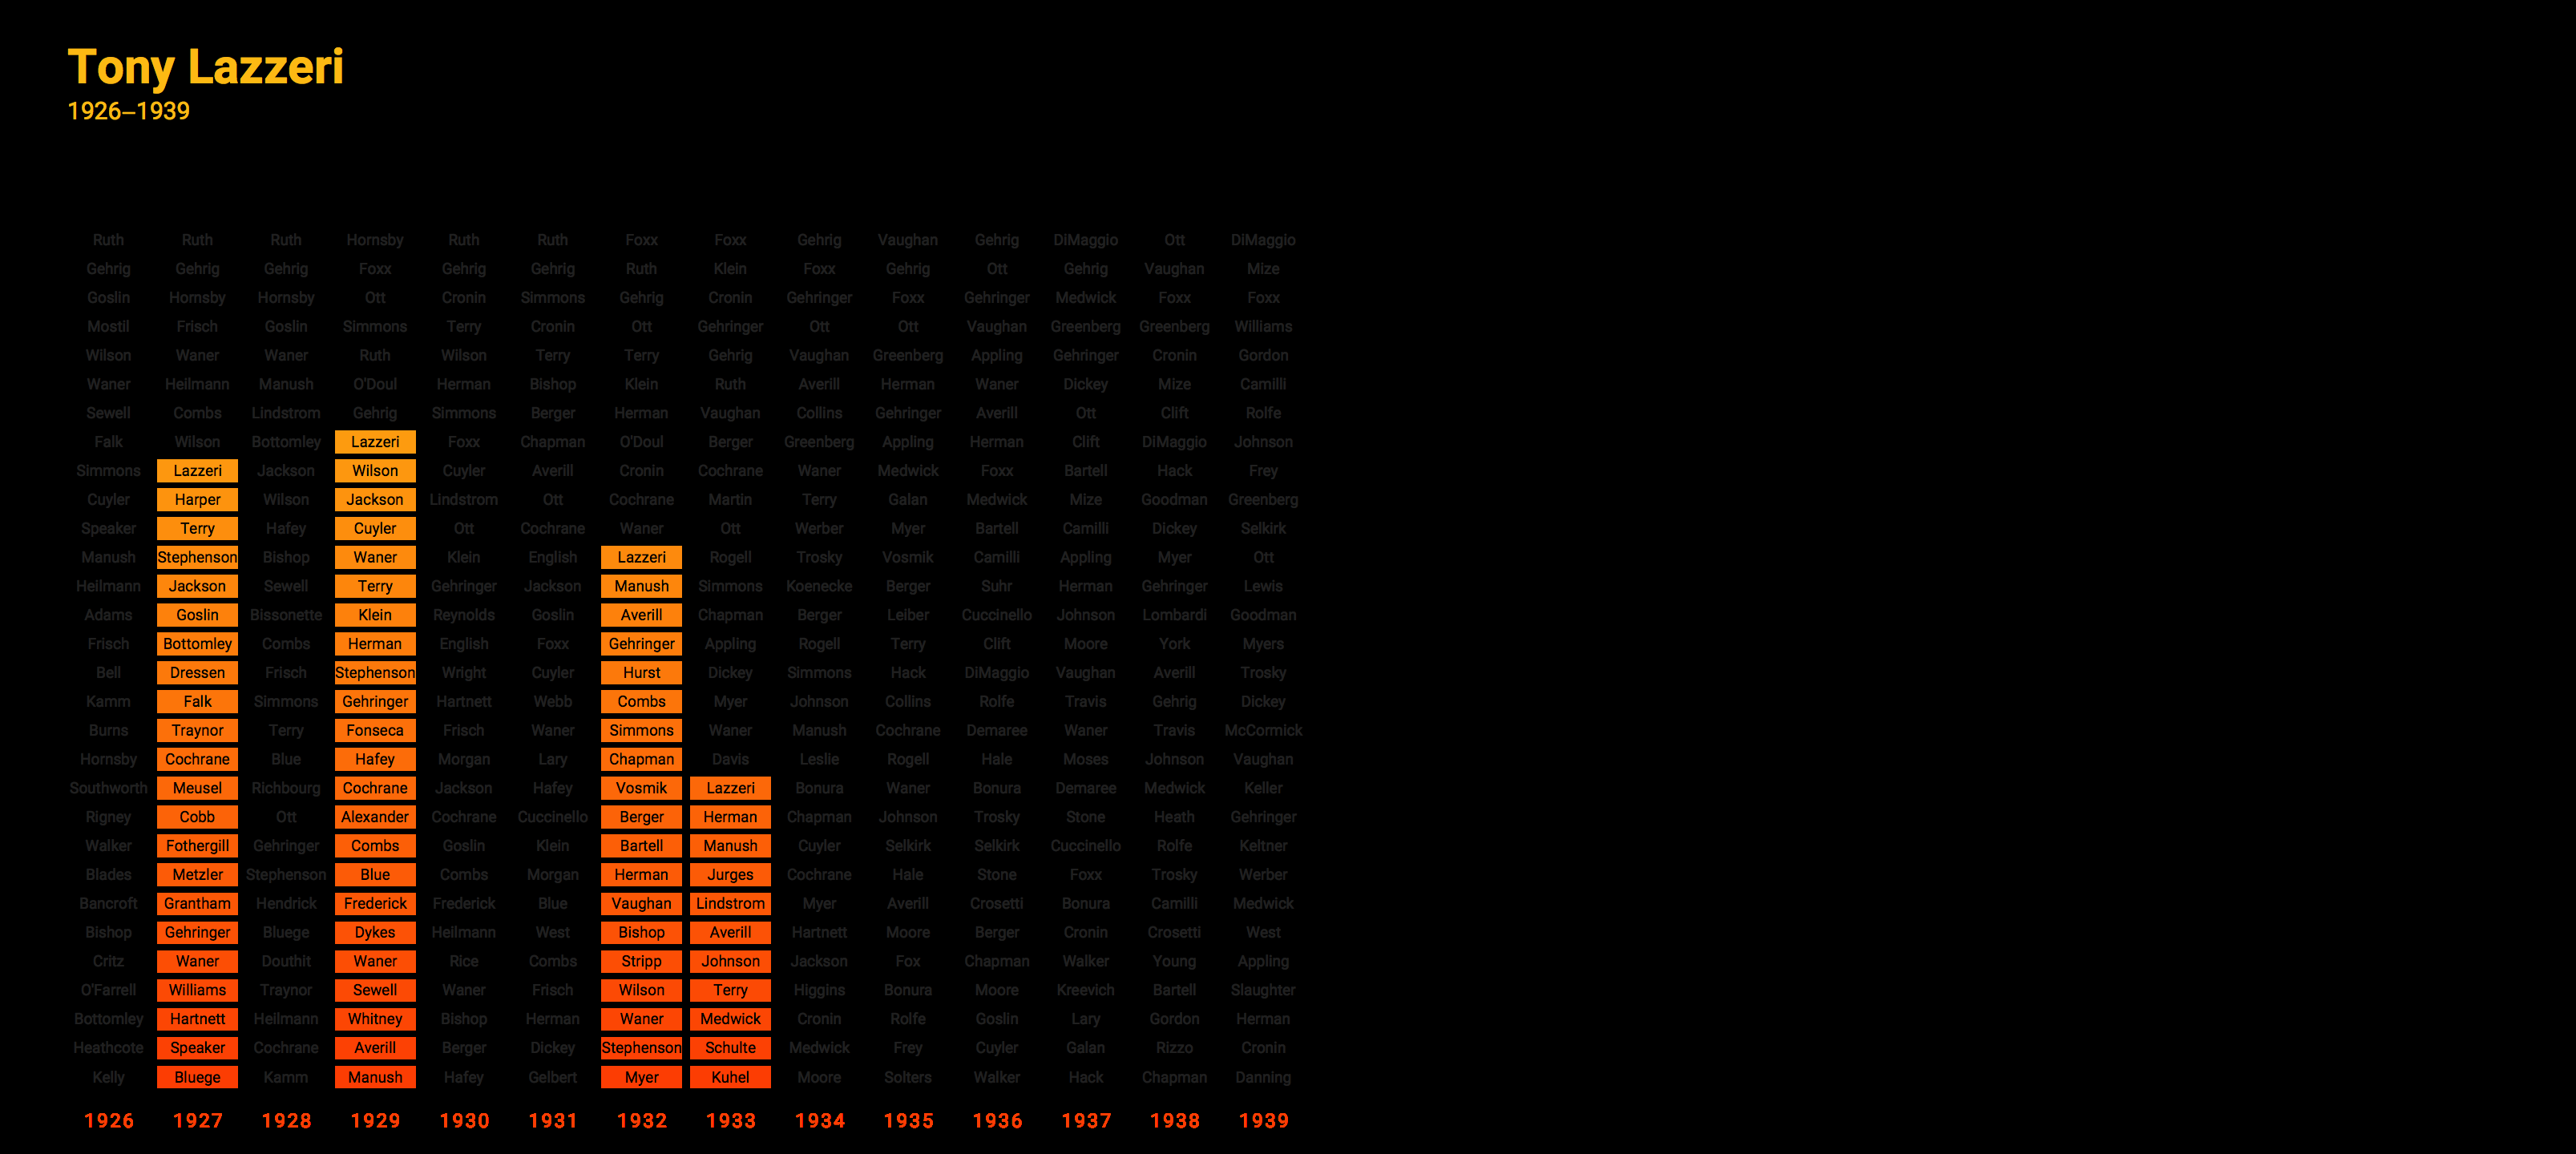 Tony Lazzeri
1926–1939
Ruth Ruth Ruth Hornsby Ruth Ruth Foxx Foxx Gehrig Vaughan Gehrig DiMaggio Ott DiMaggio
Gehrig Gehrig Gehrig Foxx Gehrig Gehrig Ruth Klein Foxx Gehrig Ott Gehrig Vaughan Mize
Goslin Hornsby Hornsby Ott Cronin Simmons Gehrig Cronin Gehringer Foxx Gehringer Medwick Foxx Foxx
Mostil Frisch Goslin Simmons Terry Cronin Ott Gehringer Ott Ott Vaughan Greenberg Greenberg Williams
Wilson Waner Waner Ruth Wilson Terry Terry Gehrig Vaughan Greenberg Appling Gehringer Cronin Gordon
Waner Heilmann Manush O'Doul Herman Bishop Klein Ruth Averill Herman Waner Dickey Mize Camilli
Sewell Combs Lindstrom Gehrig Simmons Berger Herman Vaughan Collins Gehringer Averill Ott Clift Rolfe
Falk Wilson Bottomley Lazzeri Foxx Chapman O'Doul Berger Greenberg Appling Herman Clift DiMaggio Johnson
Simmons Lazzeri Jackson Wilson Cuyler Averill Cronin Cochrane Waner Medwick Foxx Bartell Hack Frey
Cuyler Harper Wilson Jackson Lindstrom Ott Cochrane Martin Terry Galan Medwick Mize Goodman Greenberg
Speaker Terry Hafey Cuyler Ott Cochrane Waner Ott Werber Myer Bartell Camilli Dickey Selkirk
Manush Stephenson Bishop Waner Klein English Lazzeri Rogell Trosky Vosmik Camilli Appling Myer Ott
Heilmann Jackson Sewell Terry Gehringer Jackson Manush Simmons Koenecke Berger Suhr Herman Gehringer Lewis
Adams Goslin Bissonette Klein Reynolds Goslin Averill Chapman Berger Leiber Cuccinello Johnson Lombardi Goodman
Frisch Bottomley Combs Herman English Foxx Gehringer Appling Rogell Terry Clift Moore York Myers
Bell Dressen Frisch Stephenson Wright Cuyler Hurst Dickey Simmons Hack DiMaggio Vaughan Averill Trosky
Kamm Falk Simmons Gehringer Hartnett Webb Combs Myer Johnson Collins Rolfe Travis Gehrig Dickey
Burns Traynor Terry Fonseca Frisch Waner Simmons Waner Manush Cochrane Demaree Waner Travis McCormick
Hornsby Cochrane Blue Hafey Morgan Lary Chapman Davis Leslie Rogell Hale Moses Johnson Vaughan
Southworth Meusel Richbourg Cochrane Jackson Hafey Vosmik Lazzeri Bonura Waner Bonura Demaree Medwick Keller
Rigney Cobb Ott Alexander Cochrane Cuccinello Berger Herman Chapman Johnson Trosky Stone Heath Gehringer
Walker Fothergill Gehringer Combs Goslin Klein Bartell Manush Cuyler Selkirk Selkirk Cuccinello Rolfe Keltner
Blades Metzler Stephenson Blue Combs Morgan Herman Jurges Cochrane Hale Stone Foxx Trosky Werber
Bancroft Grantham Hendrick Frederick Frederick Blue Vaughan Lindstrom Myer Averill Crosetti Bonura Camilli Medwick
Bishop Gehringer Bluege Dykes Heilmann West Bishop Averill Hartnett Moore Berger Cronin Crosetti West
Critz Waner Douthit Waner Rice Combs Stripp Johnson Jackson Fox Chapman Walker Young Appling
O'Farrell Williams Traynor Sewell Waner Frisch Wilson Terry Higgins Bonura Moore Kreevich Bartell Slaughter
Bottomley Hartnett Heilmann Whitney Bishop Herman Waner Medwick Cronin Rolfe Goslin Lary Gordon Herman
Heathcote Speaker Cochrane Averill Berger Dickey Stephenson Schulte Medwick Frey Cuyler Galan Rizzo Cronin
Kelly Bluege Kamm Manush Hafey Gelbert Myer Kuhel Moore Solters Walker Hack Chapman Danning
1926 1927 1928 1929 1930 1931 1932 1933 1934 1935 1936 1937 1938 1939